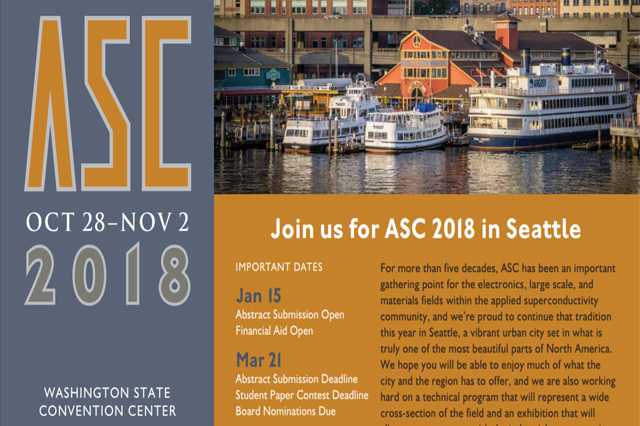 ASC
OCT 28–NOV 2
2018
WASHINGTON STATE
CONVENTION CENTER
ARGOSY
Join us for ASC 2018 in Seattle
IMPORTANT DATES
Jan 15
Abstract Submission Open
Financial Aid Open
Mar 21
Abstract Submission Deadline
Student Paper Contest Deadline
Board Nominations Due
For more than five decades, ASC has been an important
gathering point for the electronics, large scale, and
materials fields within the applied superconductivity
community, and we're proud to continue that tradition
this year in Seattle, a vibrant urban city set in what is
truly one of the most beautiful parts of North America.
We hope you will be able to enjoy much of what the
city and the region has to offer, and we are also working
hard on a technical program that will represent a wide
cross-section of the field and an exhibition that will